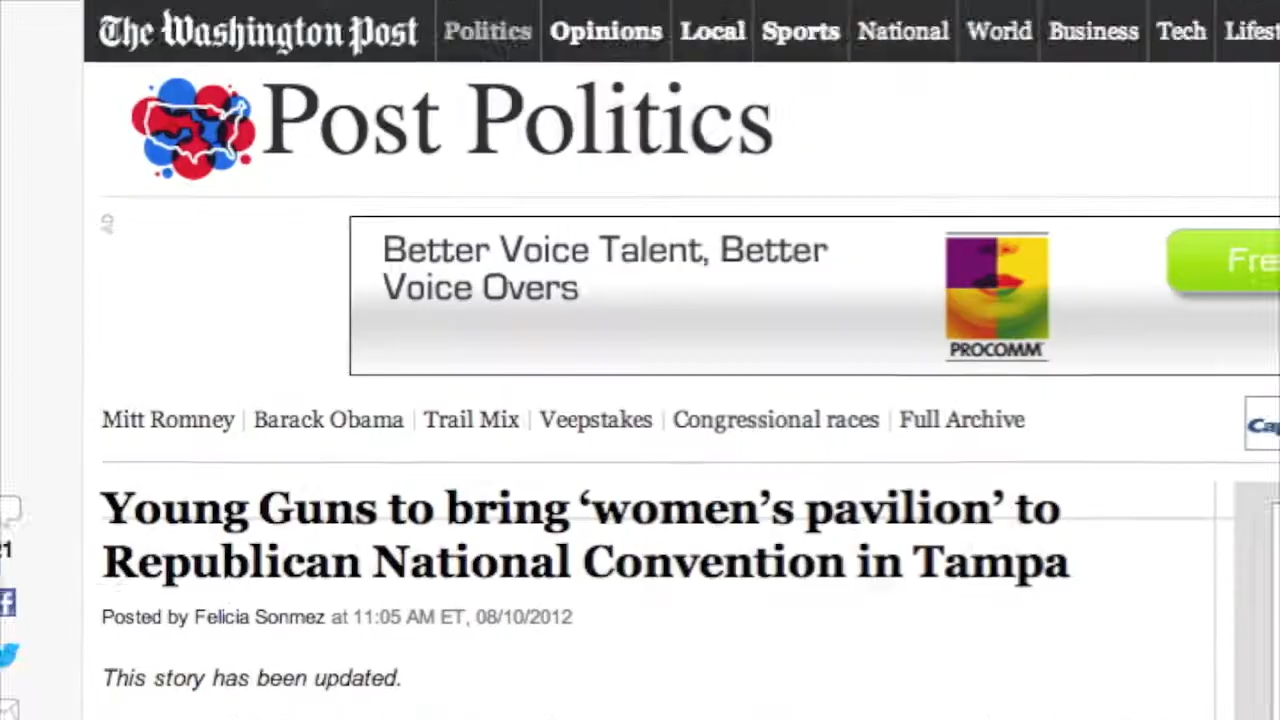 The Washington Post Politics Opinions Local Sports National World Business Tech
Post Politics
AD
Better Voice Talent, Better
Voice Overs
PROCOMM
Mitt Romney | Barack Obama | Trail Mix | Veepstakes | Congressional races | Full Archive
Young Guns to bring ‘women’s pavilion’ to
Republican National Convention in Tampa
Posted by Felicia Sonmez at 11:05 AM ET, 08/10/2012
This story has been updated.